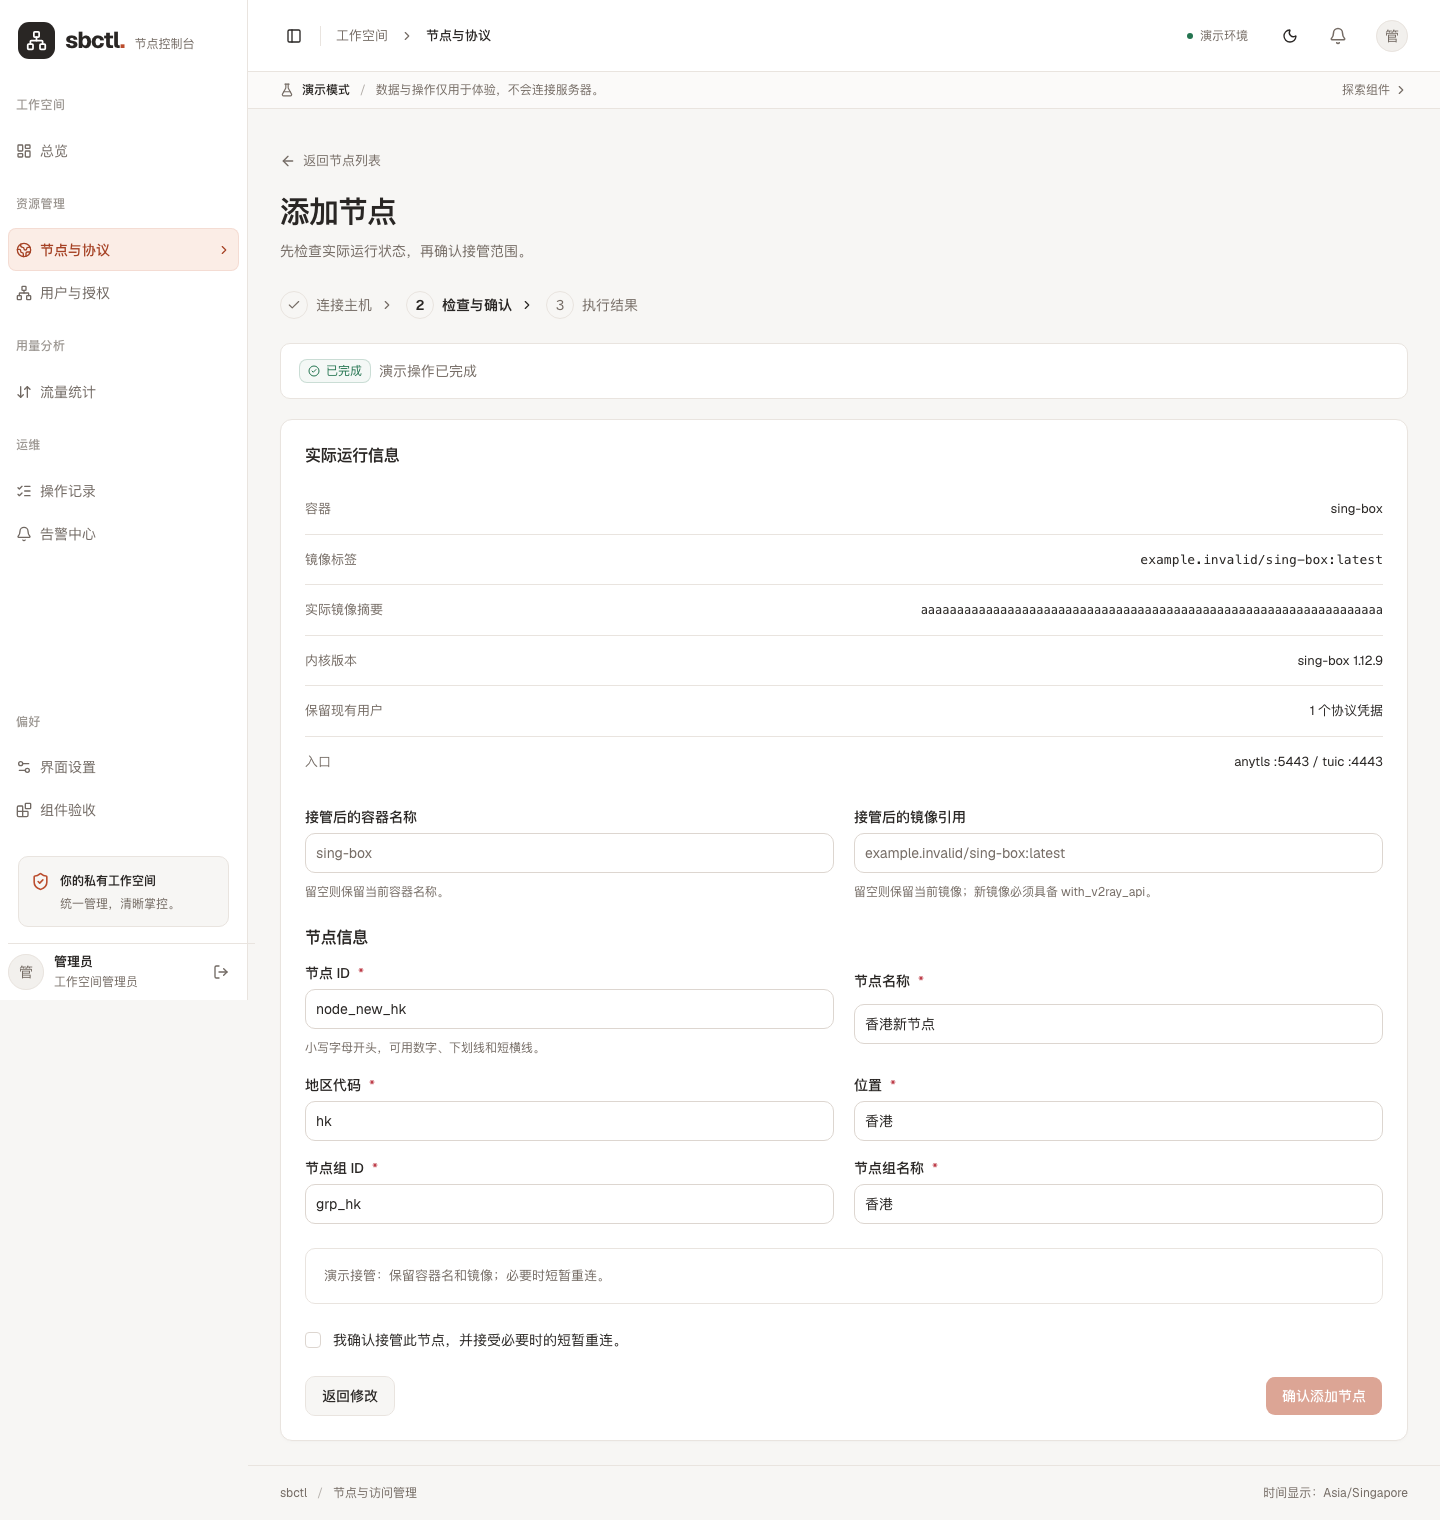 sbctl. 节点控制台
工作空间
总览
资源管理
节点与协议
用户与授权
用量分析
流量统计
运维
操作记录
告警中心
偏好
界面设置
组件验收
你的私有工作空间
统一管理，清晰掌控。
管
管理员
工作空间管理员
工作空间 节点与协议
演示环境
管
演示模式 / 数据与操作仅用于体验，不会连接服务器。
探索组件
返回节点列表
添加节点
先检查实际运行状态，再确认接管范围。
连接主机 2 检查与确认 3 执行结果
已完成 演示操作已完成
实际运行信息
容器 sing-box
镜像标签 example.invalid/sing-box:latest
实际镜像摘要 aaaaaaaaaaaaaaaaaaaaaaaaaaaaaaaaaaaaaaaaaaaaaaaaaaaaaaaaaaaaaaaa
内核版本 sing-box 1.12.9
保留现有用户 1 个协议凭据
入口 anytls :5443 / tuic :4443
接管后的容器名称
sing-box
留空则保留当前容器名称。
接管后的镜像引用
example.invalid/sing-box:latest
留空则保留当前镜像；新镜像必须具备 with_v2ray_api。
节点信息
节点 ID *
node_new_hk
小写字母开头，可用数字、下划线和短横线。
节点名称 *
香港新节点
地区代码 *
hk
位置 *
香港
节点组 ID *
grp_hk
节点组名称 *
香港
演示接管：保留容器名和镜像；必要时短暂重连。
我确认接管此节点，并接受必要时的短暂重连。
返回修改
确认添加节点
sbctl / 节点与访问管理
时间显示：Asia/Singapore